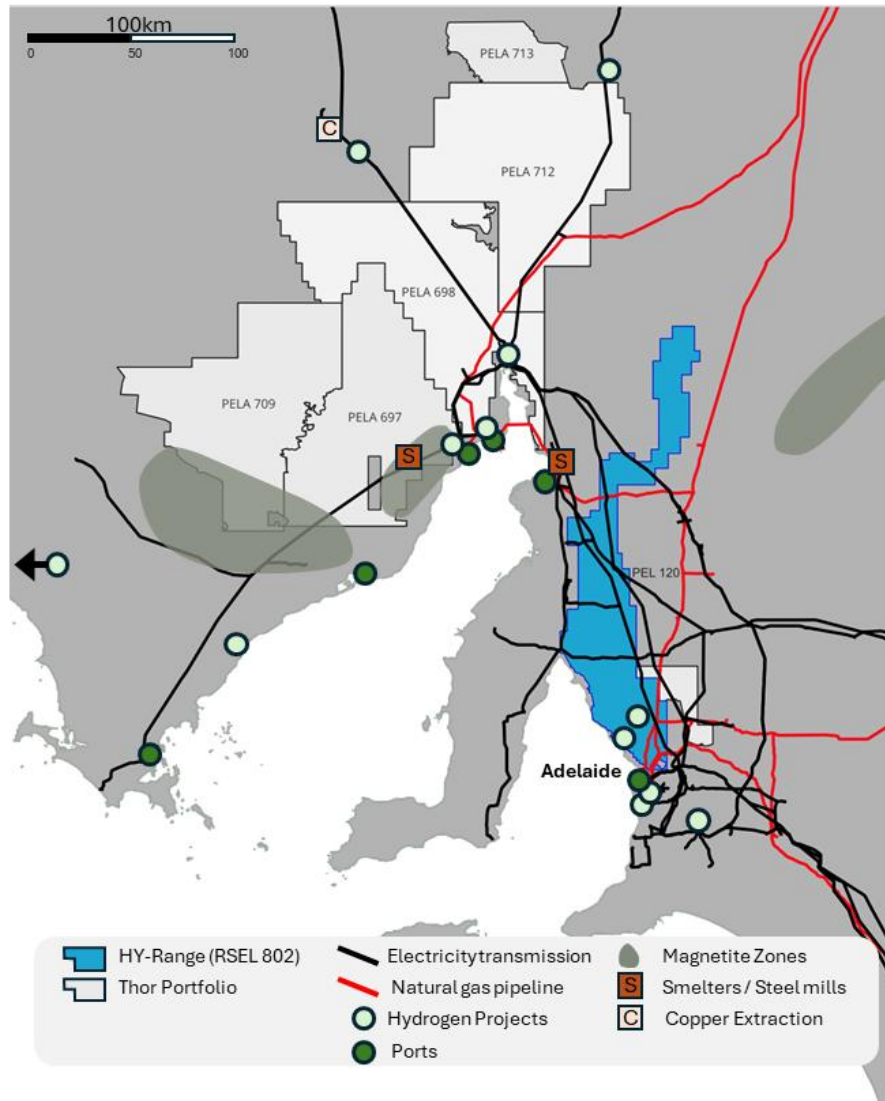 100km
0 50 100
PELA 713
C
PELA 712
PELA 698
PELA 709
PELA 697
S
S
PEL 120
Adelaide
HY-Range (RSEL 802)
Thor Portfolio
Electricitytransmission
Natural gas pipeline
Hydrogen Projects
Ports
Magnetite Zones
S Smelters / Steel mills
C Copper Extraction